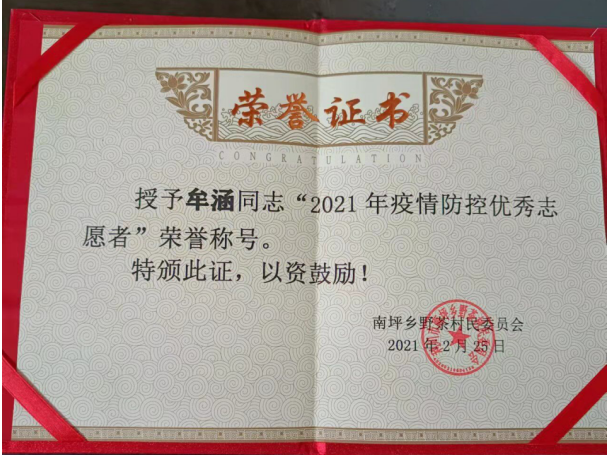 荣誉证书
CONGRATULATION
授予牟涵同志“2021年疫情防控优秀志
愿者”荣誉称号。
特颁此证，以资鼓励！
南坪乡野茶村民委员会
2021年2月25日